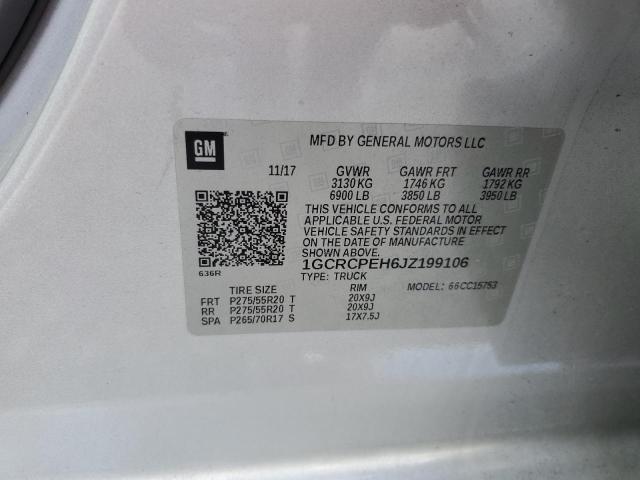 GM
MFD BY GENERAL MOTORS LLC
11/17 GVWR GAWR FRT GAWR RR
3130 KG 1746 KG 1792 KG
6900 LB 3850 LB 3950 LB
THIS VEHICLE CONFORMS TO ALL
APPLICABLE U.S. FEDERAL MOTOR
VEHICLE SAFETY STANDARDS IN
EFFECT ON THE DATE OF MANUFACTURE
SHOWN ABOVE.
1GCRCPEH6JZ199106
636R
TYPE: TRUCK MODEL: 66CC15753
TIRE SIZE RIM
FRT P275/55R20 T 20X9J
RR P275/55R20 T 20X9J
SPA P265/70R17 S 17X7.5J